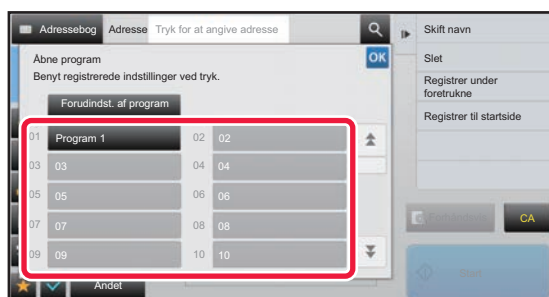 Adressebog Adresse Tryk for at angive adresse
Skift navn
Åbne program OK
Slet
Benyt registrerede indstillinger ved tryk.
Registrer under
foretrukne
Forudindst. af program
Registrer til startside
01 Program 1 02 02
03 03 04 04
05 05 06 06
07 07 08 08
CA
09 09 10 10
Andet